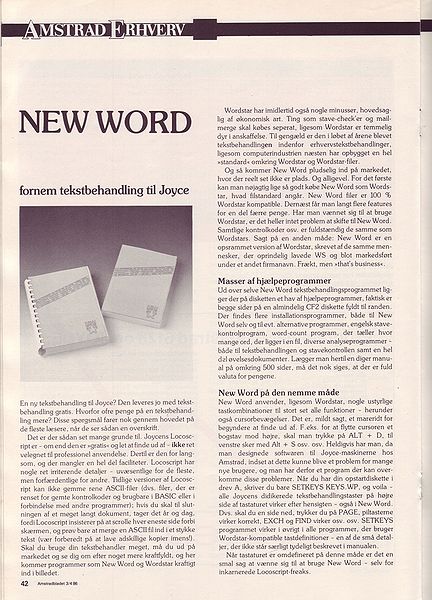 AMSTRAD ERHVERV
NEW WORD
fornem tekstbehandling til Joyce
En ny tekstbehandling til Joyce? Den leveres jo med tekst-
behandling gratis. Hvorfor ofre penge på en tekstbehand-
ling mere? Disse spørgsmål farer nok gennem hovedet på
de fleste læsere, når de ser sådan en overskrift.
Det er der sådan set mange grunde til. Joycens Locosc-
ript er – om end den er »gratis« og let at finde ud af – ikke ret
velegnet til professionel anvendelse. Dertil er den for lang-
som, og der mangler en hel del faciliteter. Locoscript har
nogle ret irriterende detaljer – uvæsentlige for de fleste,
men forfærdentlige for andre. Tidlige versioner af Locosc-
ript kan ikke gemme rene ASCII-filer (dvs. filer, der er
renset for gemte kontrolkoder og brugbare i BASIC eller i
forbindelse med andre programmer); hvis du skal til slut-
ningen af et meget langt dokument, tager det år og dag,
fordi Locoscript insisterer på at scrolle hver eneste side forbi
skærmen, og prøv bare at merge en ASCII fil ind i et stykke
tekst (vær forberedt på at lave adskillige kopier imens!).
Skal du bruge din tekstbehandler meget, må du ud på
markedet og se dig om efter noget mere kraftfyldt, og her
kommer programmer som New Word og Wordstar kraftigt
ind i billedet.
Wordstar har imidlertid også nogle minusser, hovedsag-
lig af økonomisk art. Ting som stave-check'er og mail-
merge skal købes seperat, ligesom Wordstar er temmelig
dyr i anskaffelse. Til gengæld er den i løbet af årene blevet
tekstbehandlingen indenfor erhvervstekstbehandlinger,
ligesom computerindustrien næsten har opbygget en hel
»standard« omkring Wordstar og Wordstar-filer.
Og så kommer New Word pludselig ind på markedet,
hvor der reelt set ikke er plads. Og alligevel. For det første
kan man nøjagtig lige så godt købe New Word som Words-
tar, hvad filstandard angår. New Word filer er 100 %
Wordstar kompatible. Dernæst får man langt flere features
for en del færre penge. Har man vænnet sig til at bruge
Wordstar, er det heller intet problem at skifte til New Word.
Samtlige kontrolkoder osv. er fuldstændig de samme som
Wordstars. Sagt på en anden måde: New Word er en
oprammet version af Wordstar, skrevet af de samme men-
nesker, der oprindelig lavede WS og blot markedsført
under et andet firmanavn. Frækt, men »that's business«.
Masser af hjælpeprogrammer
Ud over selve New Word tekstbehandlingsprogrammet lig-
ger der på disketten et hav af hjælpeprogrammer, faktisk er
begge sider på en almindelig CF2 diskette fyldt til randen.
Der findes flere installationsprogrammer, både til New
Word selv og til evt. alternative programmer, engelsk stave-
kontrolprogram, word-count program, der tæller hvor
mange ord, der ligger i en fil, diverse analyseprogrammer -
både til tekstbehandlingen og stavekontrollen samt en hel
del øvelsesdokumenter. Lægger man hertil en diger manu-
al på omkring 500 sider, må det nok siges, at der er fuld
valuta for pengene.
New Word på den nemme måde
New Word anvender, ligesom Wordstar, nogle ustyrlige
tastkombinationer til stort set alle funktioner - herunder
også cursorbevægelser. Det er, mildt sagt, et mareridt for
begyndere at finde ud af. F.eks. for at flytte cursoren et
bogstav mod højre, skal man trykke på ALT + D, til
venstre sker med Alt + S osv. osv. Heldigvis har man, da
man designede softwaren til Joyce-maskinerne hos
Amstrad, indset at dette kunne blive et problem for mange
nye brugere, og man har derfor et program der kan over-
komme disse problemer. Når du har din opstartdiskette i
drev A, skriver du bare SETKEYS KEYS.WP, og voila -
alle Joycens didikerede tekstbehandlingstaster på højre
side af tastaturet virker efter hensigten - også i New Word.
Dvs. skal du en side ned, trykker du på PAGE, piltasterne
virker korrekt, EXCH og FIND virker osv. osv. SETKEYS
programmet virker i øvrigt i alle programmer, der bruger
Wordstar-kompatible tastdefinitioner – en af de små detal-
jer, der ikke står særligt tydeligt beskrevet i manualen.
Når tastaturet er omdefineret på denne måde er det en
smal sag at vænne sig til at bruge New Word - selv for
inkarnerede Locoscript-freaks.
42 Amstradbladet 3/4 86